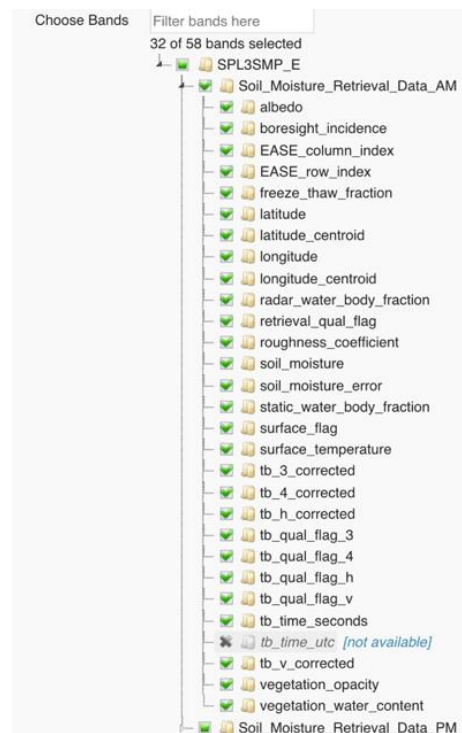 Choose Bands
Filter bands here
32 of 58 bands selected
SPL3SMP_E
Soil_Moisture_Retrieval_Data_AM
albedo
boresight_incidence
EASE_column_index
EASE_row_index
freeze_thaw_fraction
latitude
latitude_centroid
longitude
longitude_centroid
radar_water_body_fraction
retrieval_qual_flag
roughness_coefficient
soil_moisture
soil_moisture_error
static_water_body_fraction
surface_flag
surface_temperature
tb_3_corrected
tb_4_corrected
tb_h_corrected
tb_qual_flag_3
tb_qual_flag_4
tb_qual_flag_h
tb_qual_flag_v
tb_time_seconds
tb_time_utc [not available]
tb_v_corrected
vegetation_opacity
vegetation_water_content
Soil_Moisture_Retrieval_Data_PM